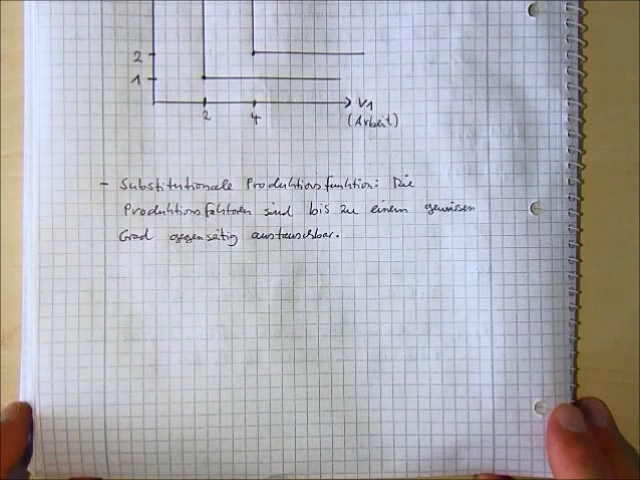 2
1
2 4
V1
(Arbeit)
- Substitutionale Produktionsfunktion: Die
Produktionsfaktoren sind bis zu einem gewissen
Grad gegenseitig austauschbar.